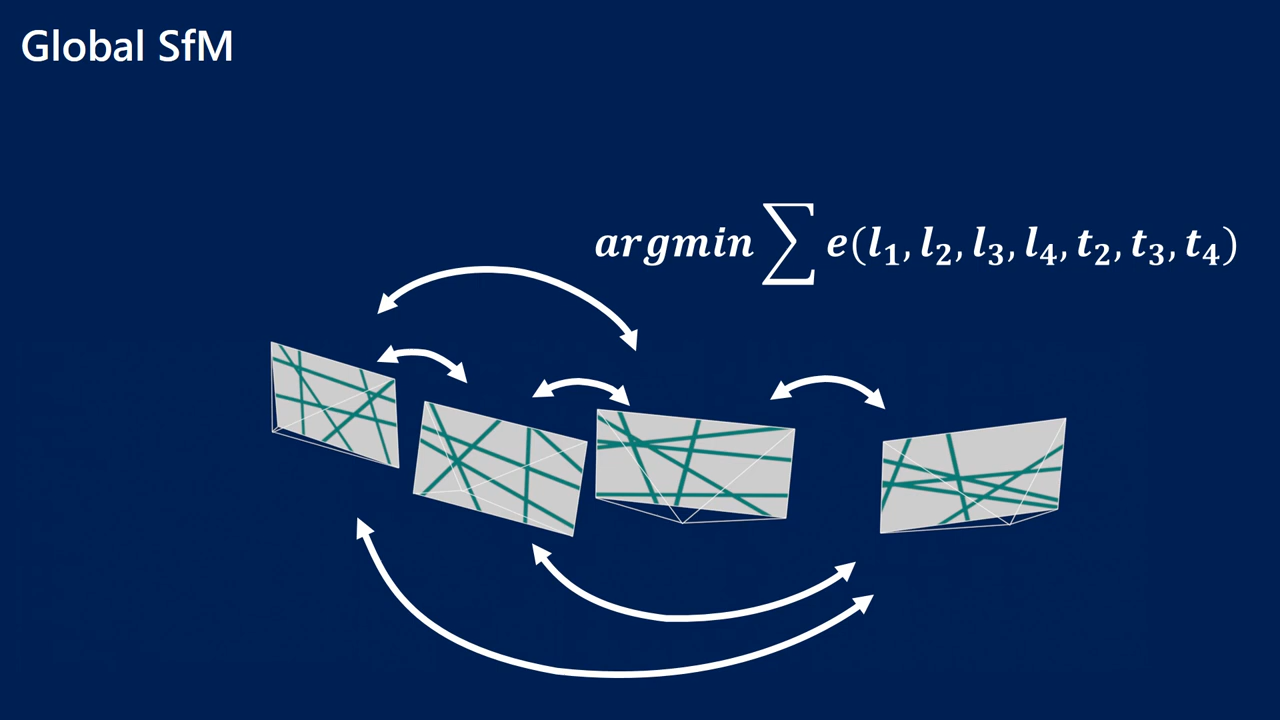 Global SfM
argmin ∑ e(l₁, l₂, l₃, l₄, t₂, t₃, t₄)